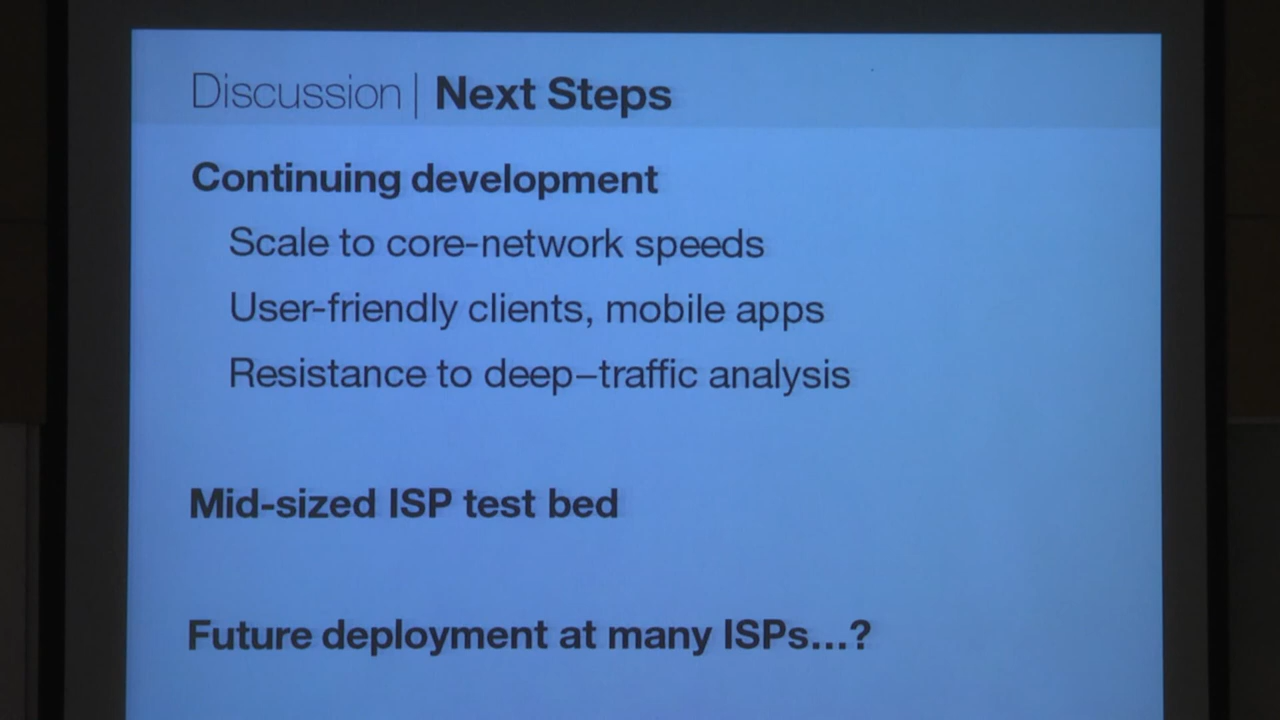 Discussion | Next Steps
Continuing development
Scale to core-network speeds
User-friendly clients, mobile apps
Resistance to deep–traffic analysis
Mid-sized ISP test bed
Future deployment at many ISPs...?